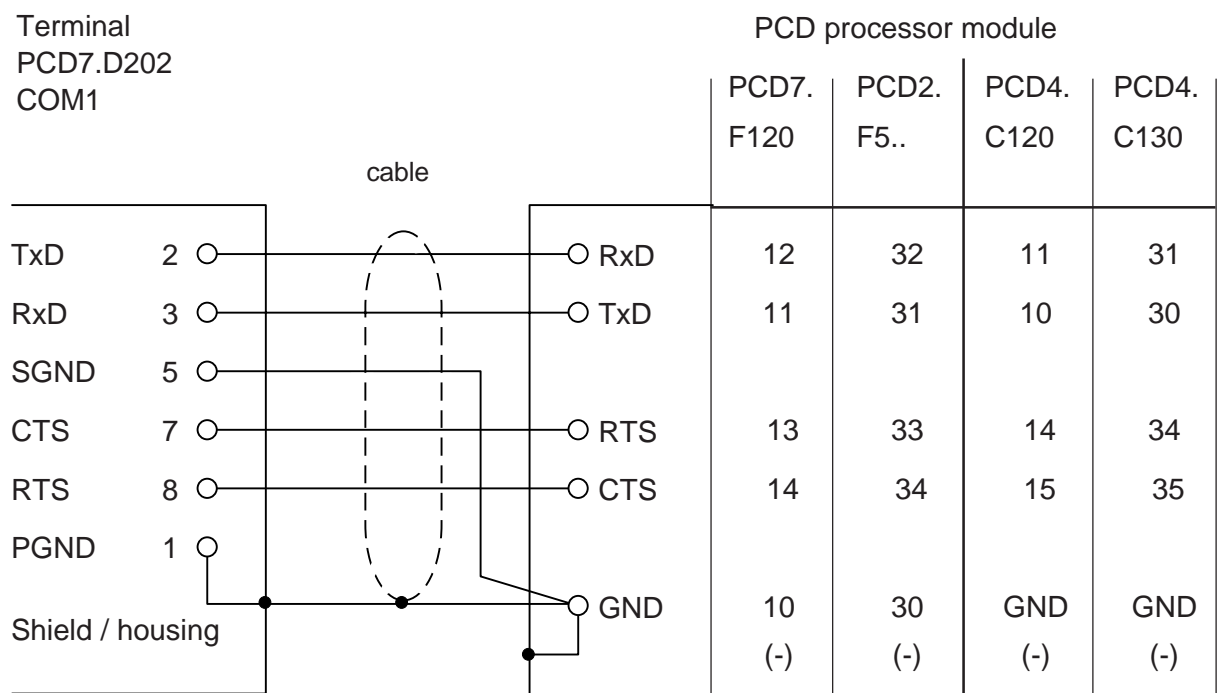 Terminal
PCD7.D202
COM1
PCD processor module
PCD7. PCD2. PCD4. PCD4.
F120 F5.. C120 C130
cable
TxD 2 RxD 12 32 11 31
RxD 3 TxD 11 31 10 30
SGND 5
CTS 7 RTS 13 33 14 34
RTS 8 CTS 14 34 15 35
PGND 1
GND 10 30 GND GND
Shield / housing
(-) (-) (-) (-)